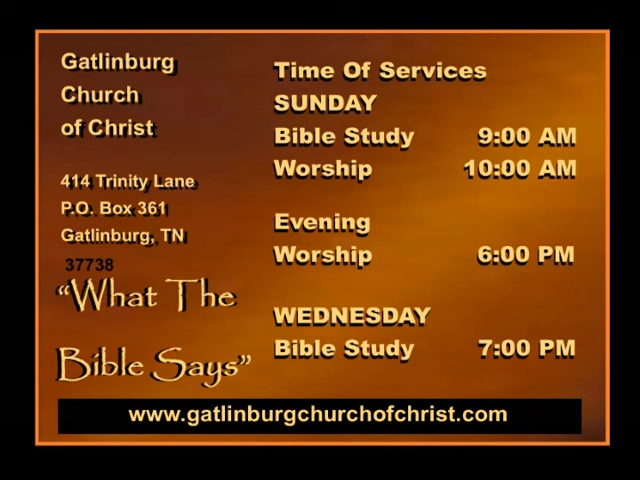 Gatlinburg
Church
of Christ
414 Trinity Lane
P.O. Box 361
Gatlinburg, TN
37738
“What The
Bible Says”
Time Of Services
SUNDAY
Bible Study 9:00 AM
Worship 10:00 AM
Evening
Worship 6:00 PM
WEDNESDAY
Bible Study 7:00 PM
www.gatlinburgchurchofchrist.com